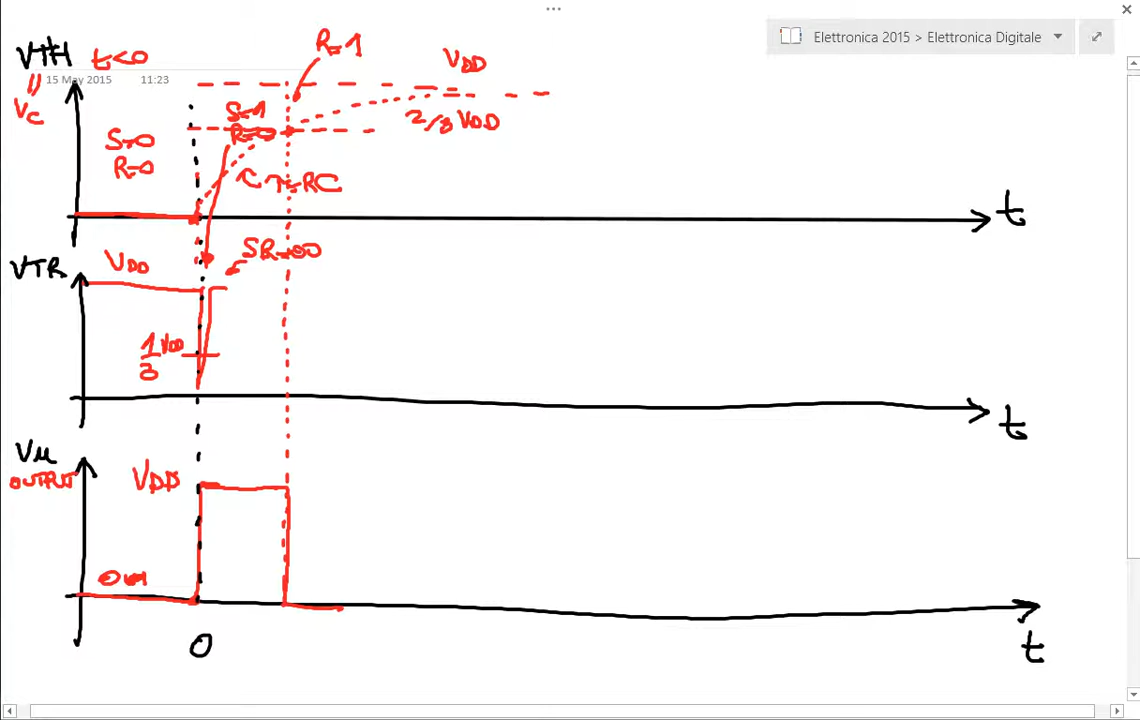 Elettronica 2015 > Elettronica Digitale
VTH
t<0
R=1
VDD
15 May 2015 11:23
VC
S=1
2/3 VDD
S=0
R=0
R=0
τ=RC
t
SR=00
VTR
VDD
1/3 VDD
t
Vu
OUTPUT
VDD
0
t